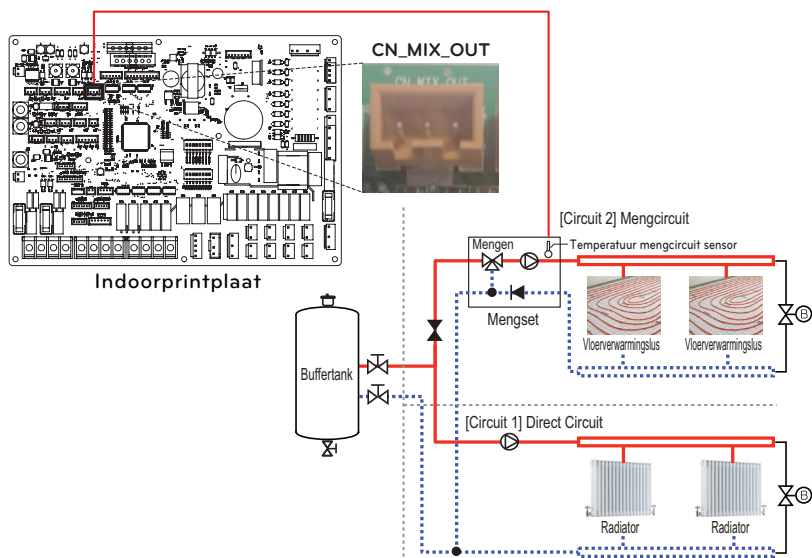 CN_MIX_OUT
CN_MIX_OUT
Indoorprintplaat
[Circuit 2] Mengcircuit
Mengen
Temperatuur mengcircuit sensor
Mengset
Vloerverwarmingslus
Vloerverwarmingslus
B
Buffertank
[Circuit 1] Direct Circuit
Radiator
Radiator
B